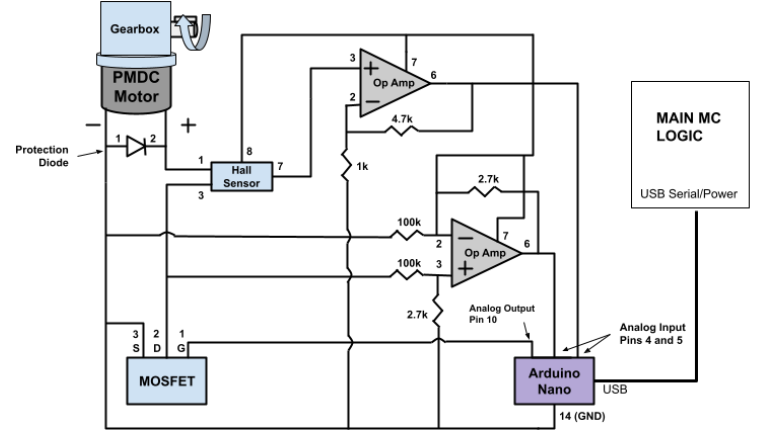 Gearbox
PMDC
Motor
−
+
1
2
Protection
Diode
8
1
Hall
Sensor
7
3
3
+
7
Op Amp
6
2
−
4.7k
1k
2.7k
100k
−
2
7
Op Amp
6
100k
3
+
2.7k
MAIN MC
LOGIC
USB Serial/Power
Analog Output
Pin 10
Analog Input
Pins 4 and 5
3 2 1
S D G
MOSFET
Arduino
Nano
USB
14 (GND)